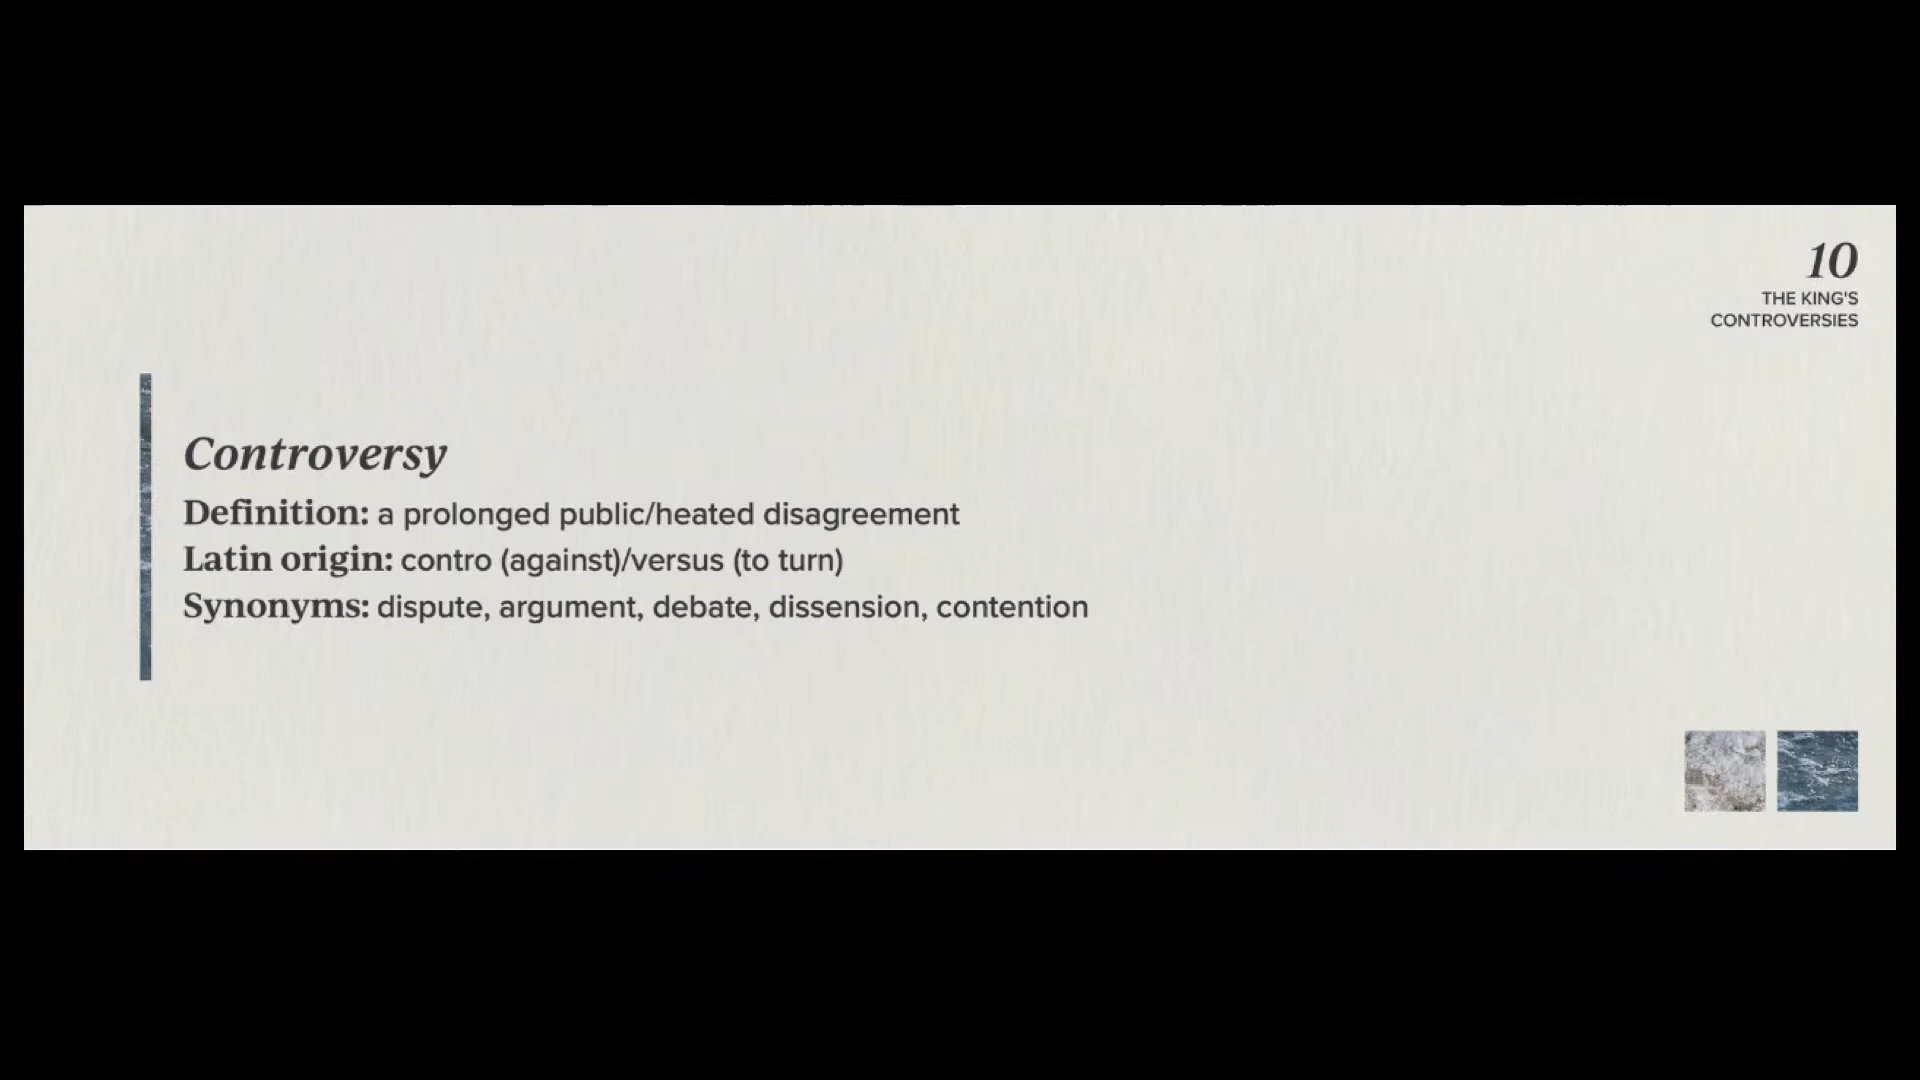 10
THE KING'S
CONTROVERSIES
Controversy
Definition: a prolonged public/heated disagreement
Latin origin: contro (against)/versus (to turn)
Synonyms: dispute, argument, debate, dissension, contention